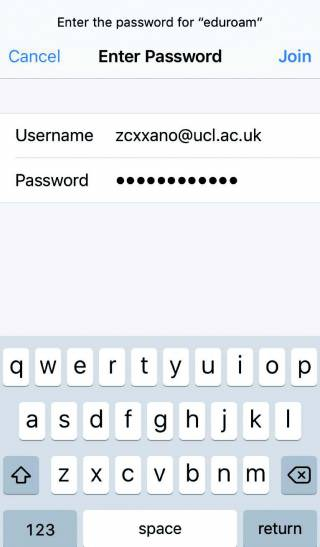 Enter the password for “eduroam”
Cancel Enter Password Join
Username zcxxano@ucl.ac.uk
Password ●●●●●●●●●●●●
q w e r t y u i o p
a s d f g h j k l
z x c v b n m
123 space return